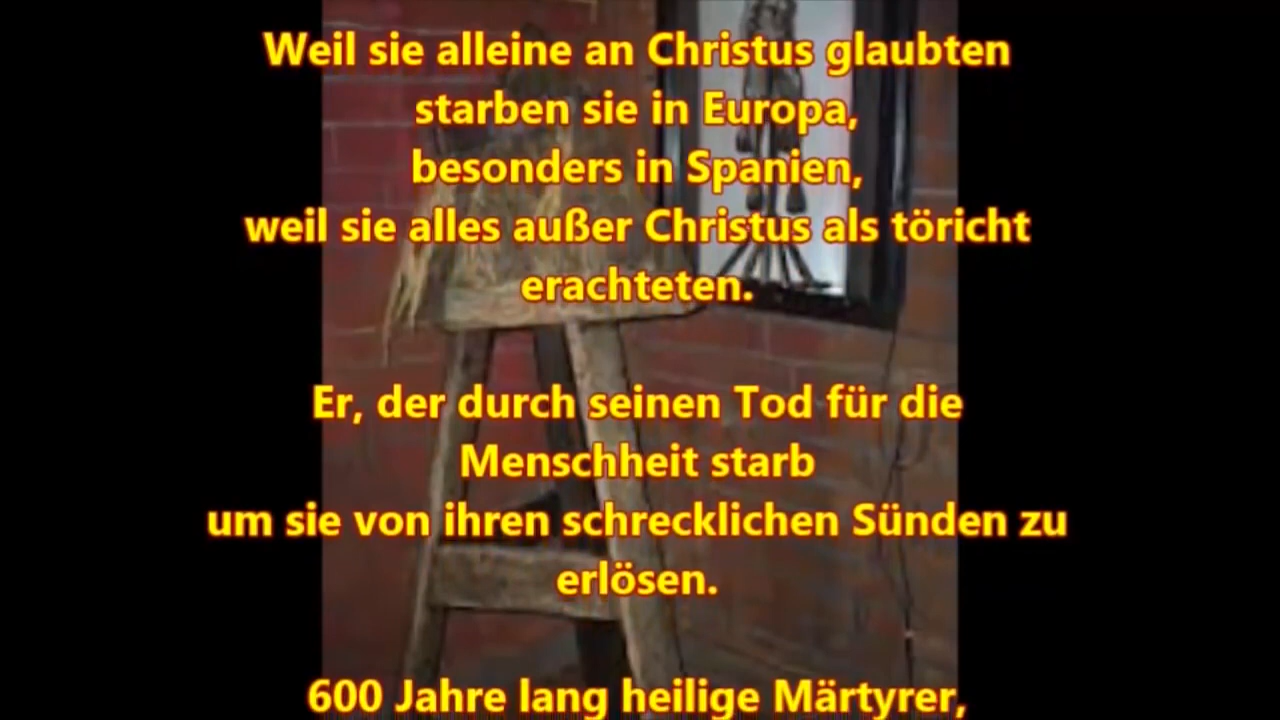 Weil sie alleine an Christus glaubten
starben sie in Europa,
besonders in Spanien,
weil sie alles außer Christus als töricht
erachteten.
Er, der durch seinen Tod für die
Menschheit starb
um sie von ihren schrecklichen Sünden zu
erlösen.
600 Jahre lang heilige Märtyrer,